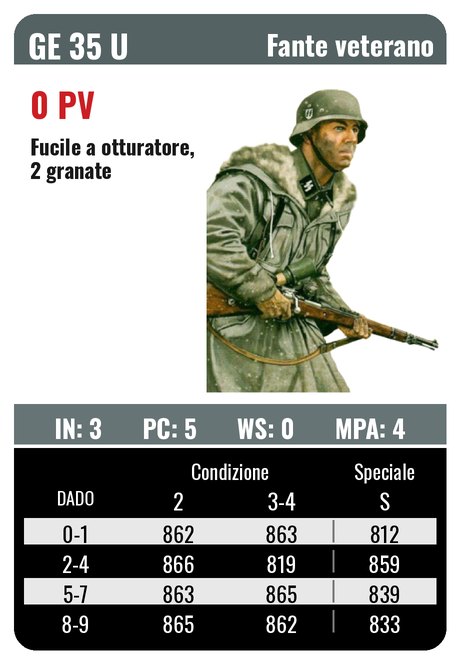 GE 35 U Fante veterano
0 PV
Fucile a otturatore,
2 granate
IN: 3 PC: 5 WS: 0 MPA: 4
Condizione Speciale
DADO 2 3-4 S
0-1 862 863 812
2-4 866 819 859
5-7 863 865 839
8-9 865 862 833